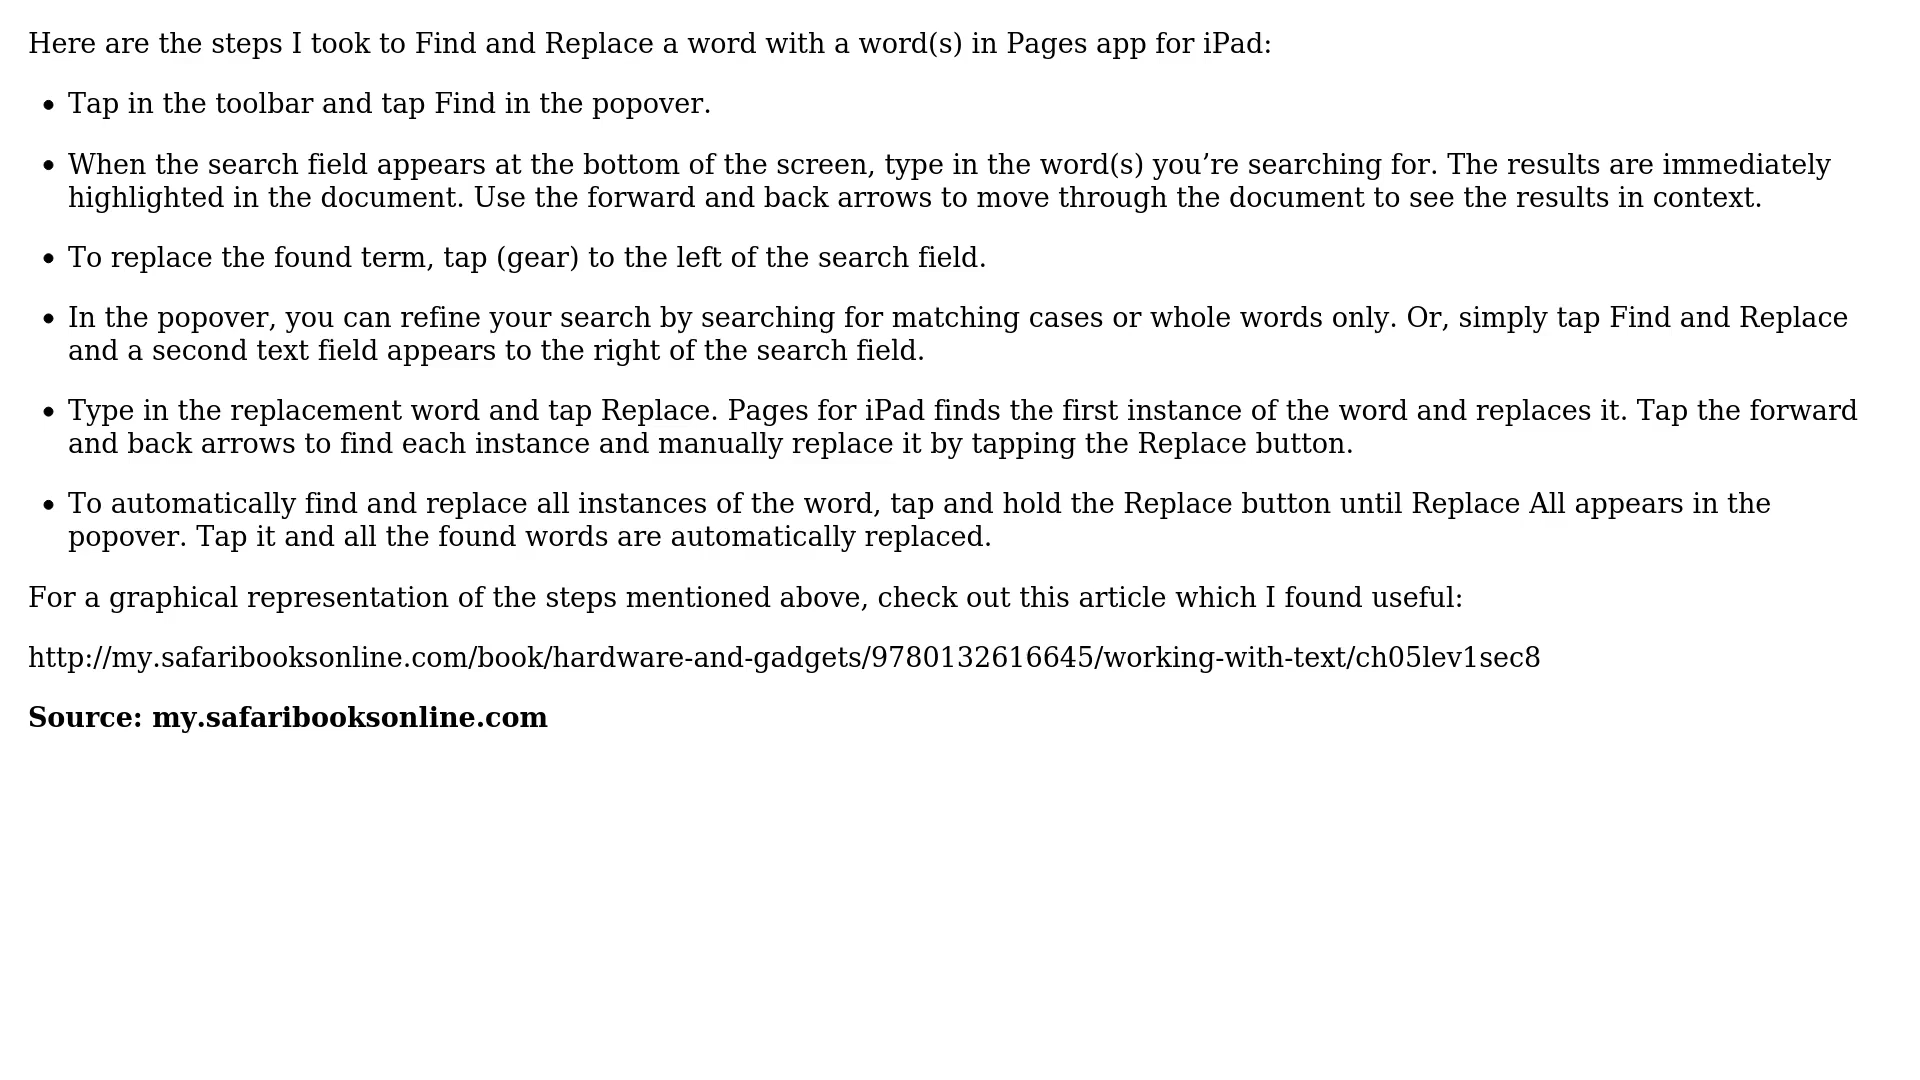 Here are the steps I took to Find and Replace a word with a word(s) in Pages app for iPad:
• Tap in the toolbar and tap Find in the popover.
• When the search field appears at the bottom of the screen, type in the word(s) you’re searching for. The results are immediately
highlighted in the document. Use the forward and back arrows to move through the document to see the results in context.
• To replace the found term, tap (gear) to the left of the search field.
• In the popover, you can refine your search by searching for matching cases or whole words only. Or, simply tap Find and Replace
and a second text field appears to the right of the search field.
• Type in the replacement word and tap Replace. Pages for iPad finds the first instance of the word and replaces it. Tap the forward
and back arrows to find each instance and manually replace it by tapping the Replace button.
• To automatically find and replace all instances of the word, tap and hold the Replace button until Replace All appears in the
popover. Tap it and all the found words are automatically replaced.
For a graphical representation of the steps mentioned above, check out this article which I found useful:
http://my.safaribooksonline.com/book/hardware-and-gadgets/9780132616645/working-with-text/ch05lev1sec8
Source: my.safaribooksonline.com